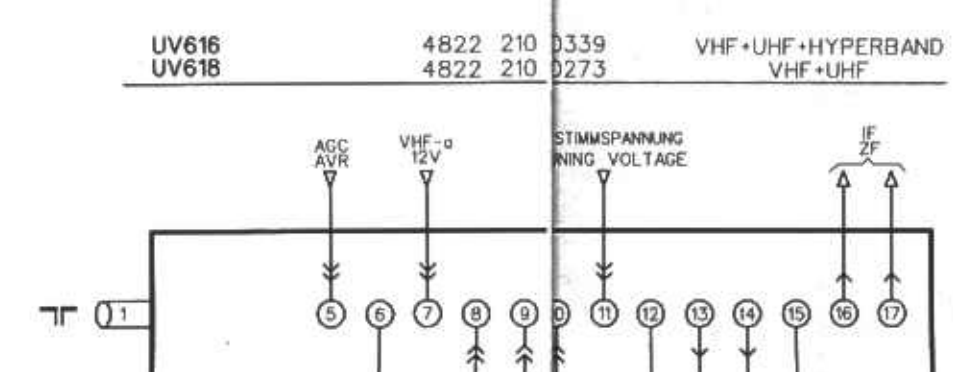 UV616 4822 210 0339 VHF+UHF+HYPERBAND
UV618 4822 210 0273 VHF+UHF
AGC
AVR
VHF-a
12V
STIMMSPANNUNG
NING VOLTAGE
IF
ZF
1 5 6 7 8 9 0 11 12 13 14 15 16 17